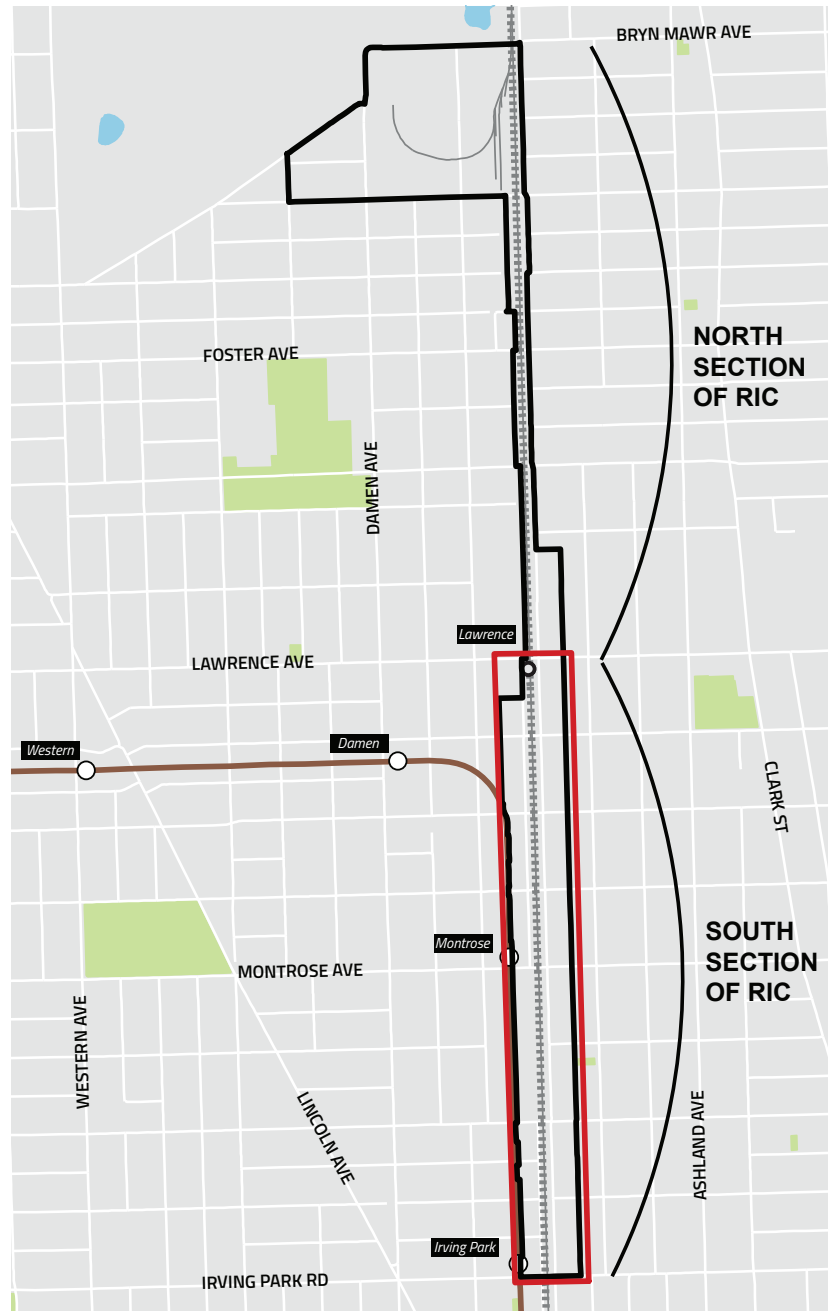 BRYN MAWR AVE
NORTH
SECTION
OF RIC
FOSTER AVE
DAMEN AVE
Lawrence
LAWRENCE AVE
Western
Damen
CLARK ST
SOUTH
SECTION
OF RIC
Montrose
MONTROSE AVE
WESTERN AVE
LINCOLN AVE
ASHLAND AVE
Irving Park
IRVING PARK RD